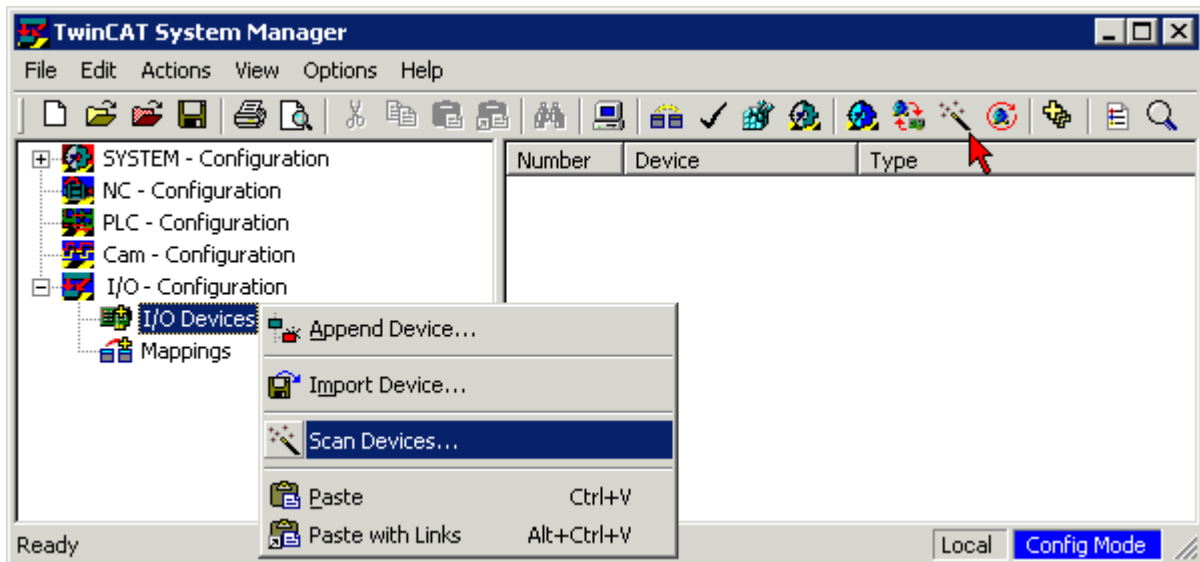 TwinCAT System Manager
File Edit Actions View Options Help
SYSTEM - Configuration
NC - Configuration
PLC - Configuration
Cam - Configuration
I/O - Configuration
I/O Devices
Mappings
Number Device Type
Append Device...
Import Device...
Scan Devices...
Paste Ctrl+V
Paste with Links Alt+Ctrl+V
Ready Local Config Mode